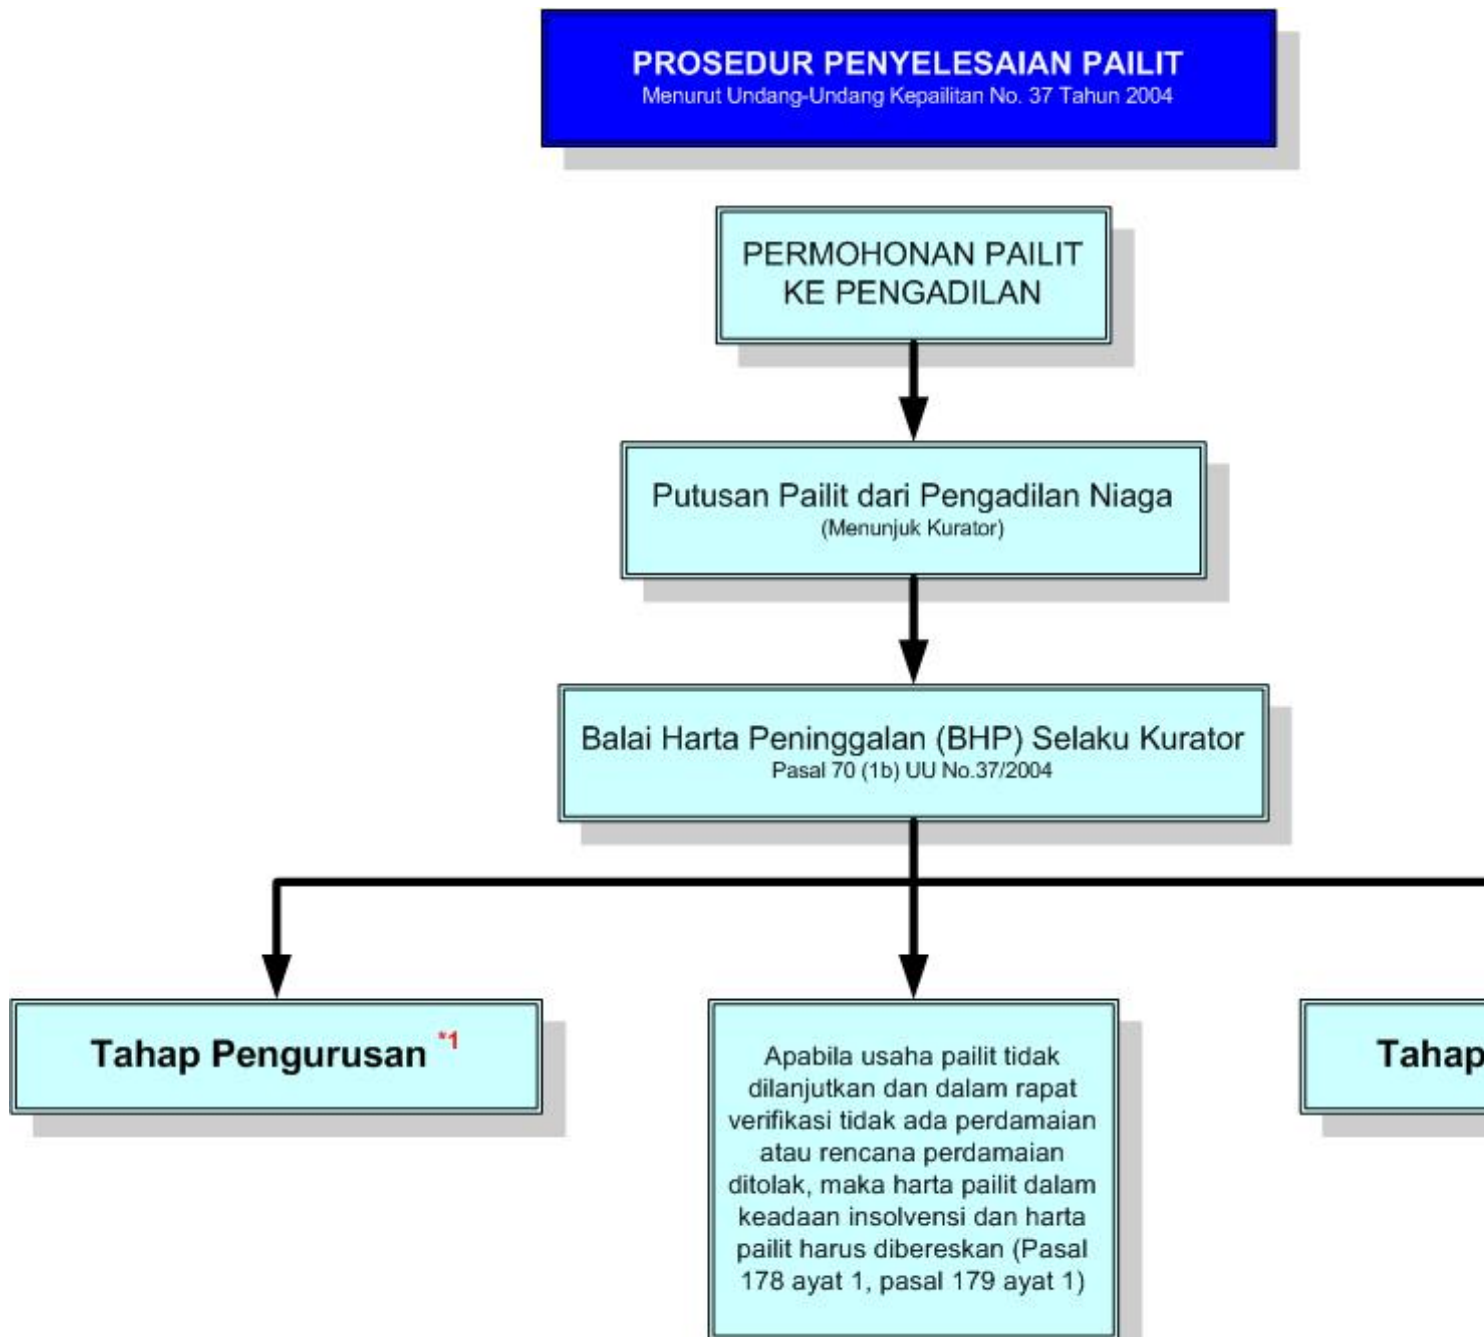 PROSEDUR PENYELESAIAN PAILIT
Menurut Undang-Undang Kepailitan No. 37 Tahun 2004
PERMOHONAN PAILIT
KE PENGADILAN
Putusan Pailit dari Pengadilan Niaga
(Menunjuk Kurator)
Balai Harta Peninggalan (BHP) Selaku Kurator
Pasal 70 (1b) UU No.37/2004
Tahap Pengurusan *1
Apabila usaha pailit tidak
dilanjutkan dan dalam rapat
verifikasi tidak ada perdamaian
atau rencana perdamaian
ditolak, maka harta pailit dalam
keadaan insolvensi dan harta
pailit harus dibereskan (Pasal
178 ayat 1, pasal 179 ayat 1)
Tahap